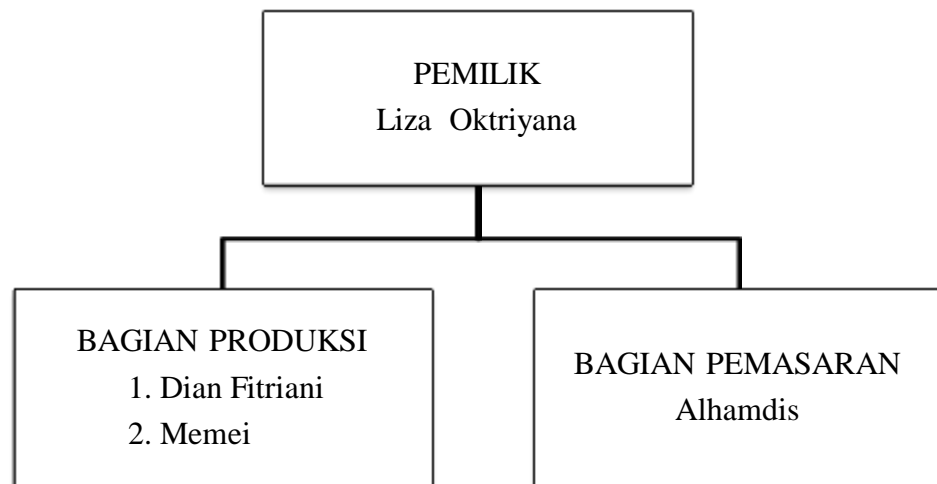 PEMILIK
Liza Oktriyana
BAGIAN PRODUKSI
1. Dian Fitriani
2. Memei
BAGIAN PEMASARAN
Alhamdis